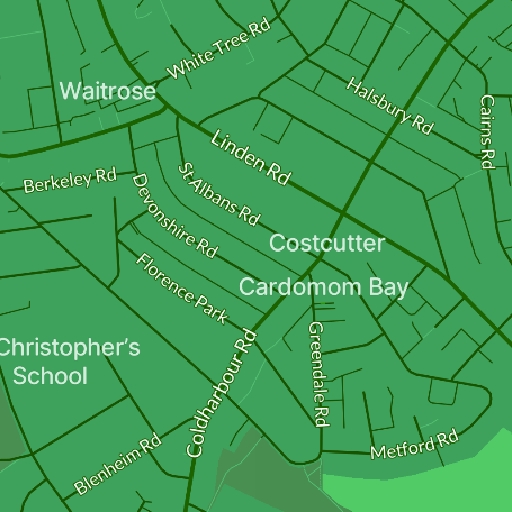 White Tree Rd
Waitrose
Halsbury Rd
Cairns Rd
Linden Rd
Berkeley Rd
St Albans Rd
Devonshire Rd
Costcutter
Florence Park
Cardomom Bay
Christopher's
School
Greendale Rd
Coldharbour Rd
Metford Rd
Blenheim Rd